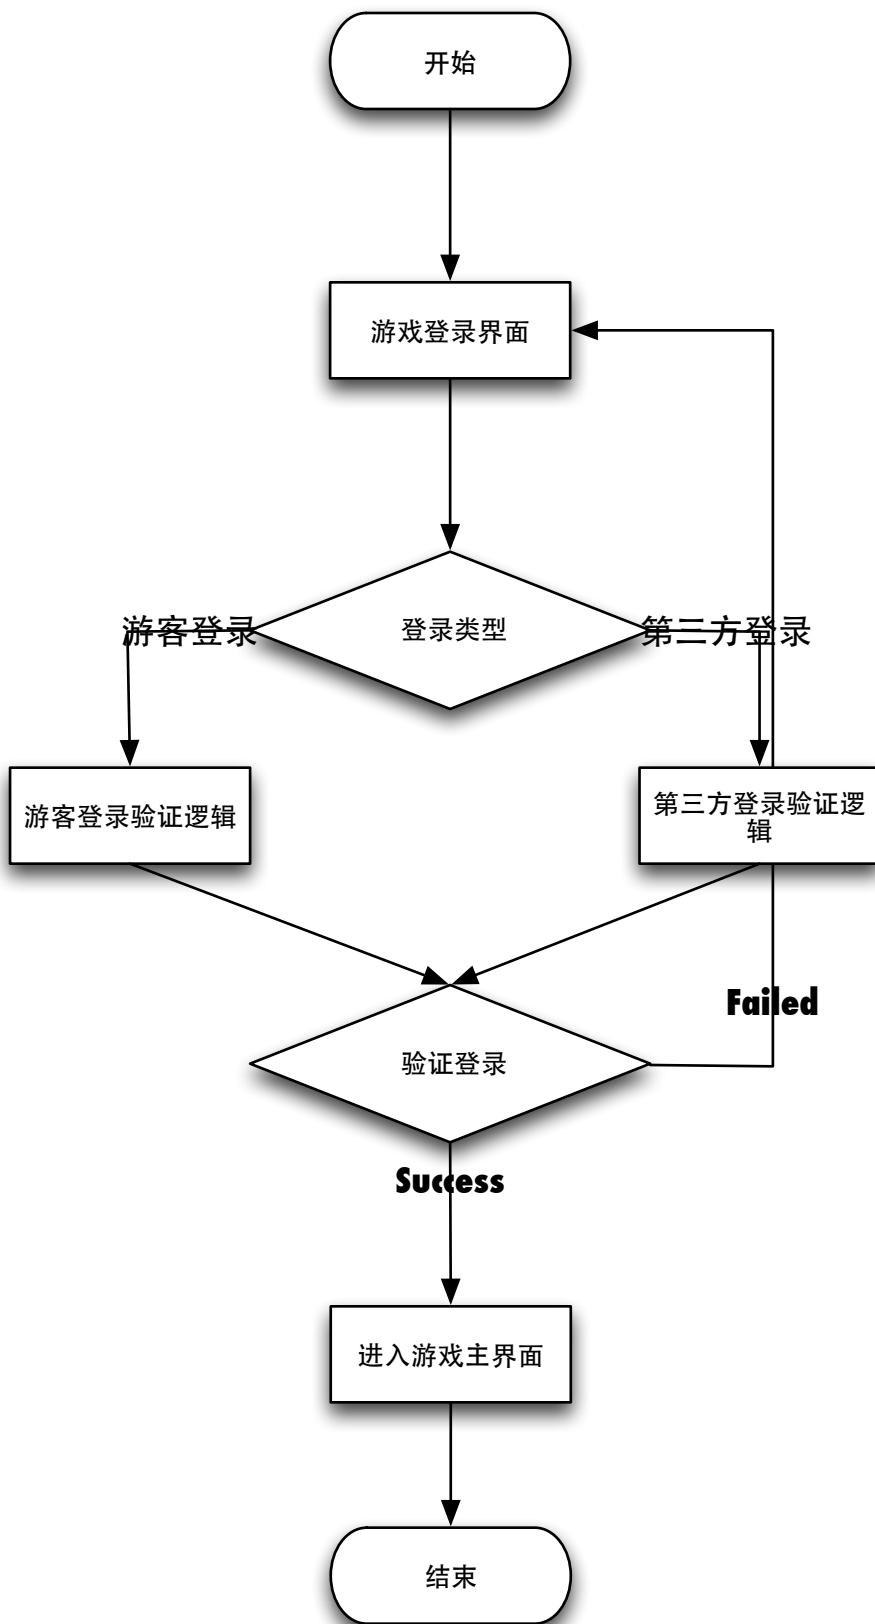 开始
游戏登录界面
游客登录
登录类型
第三方登录
游客登录验证逻辑
第三方登录验证逻
辑
Failed
验证登录
Success
进入游戏主界面
结束